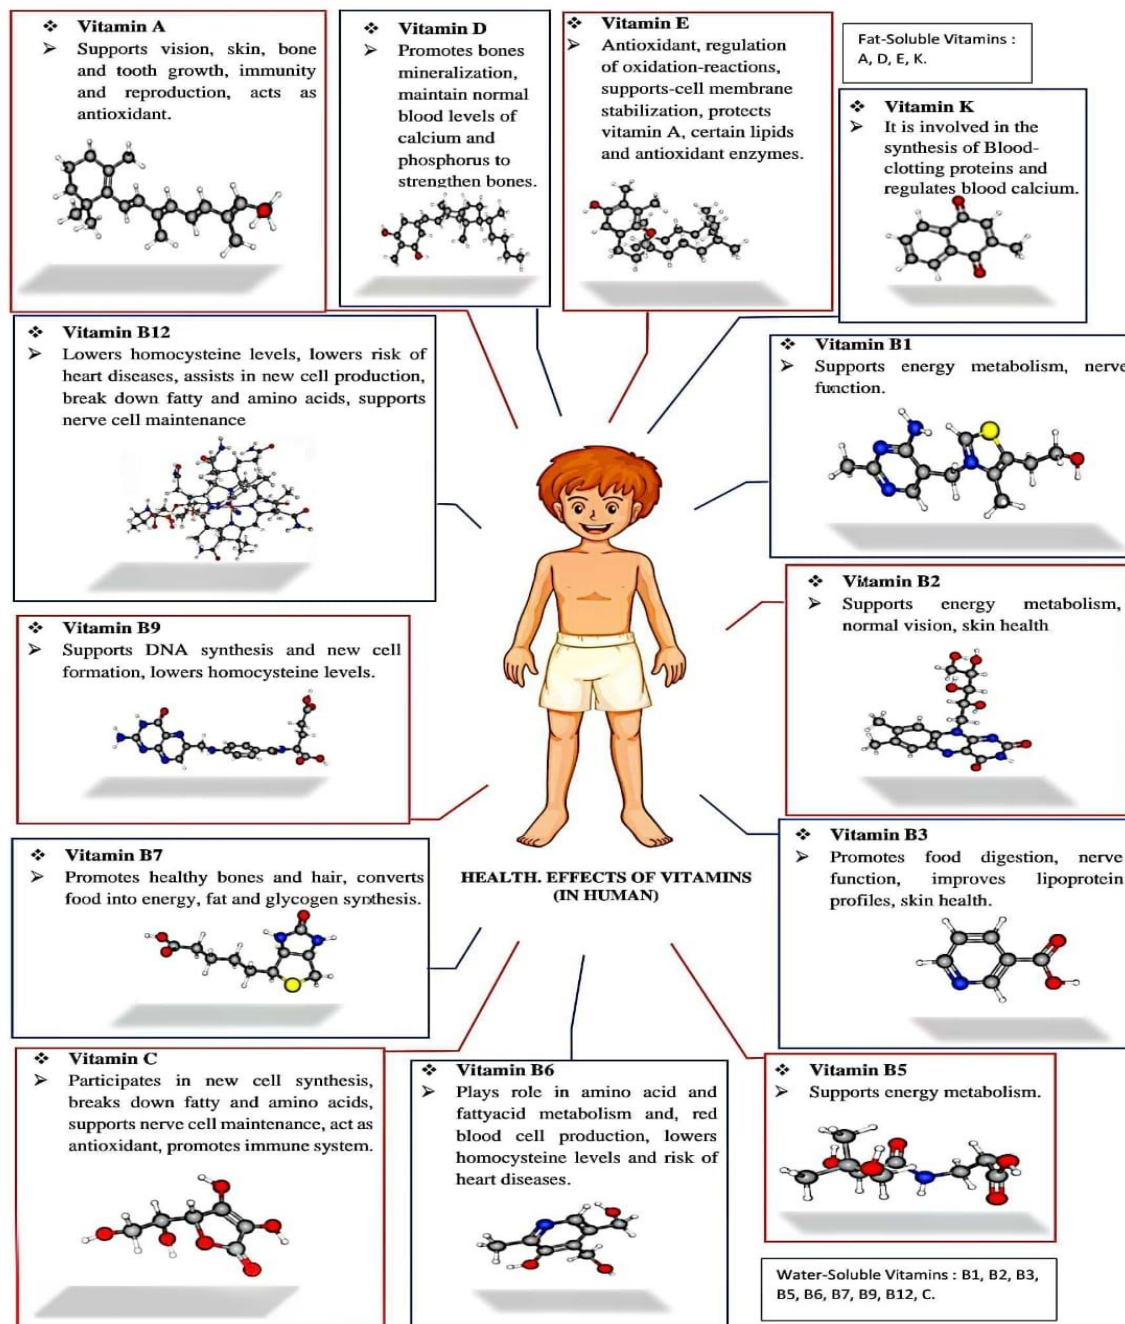 ❖ Vitamin A
➢ Supports vision, skin, bone
and tooth growth, immunity
and reproduction, acts as
antioxidant.
❖ Vitamin D
➢ Promotes bones
mineralization,
maintain normal
blood levels of
calcium and
phosphorus to
strengthen bones.
❖ Vitamin E
➢ Antioxidant, regulation
of oxidation-reactions,
supports-cell membrane
stabilization, protects
vitamin A, certain lipids
and antioxidant enzymes.
Fat-Soluble Vitamins :
A, D, E, K.
❖ Vitamin K
➢ It is involved in the
synthesis of Blood-
clotting proteins and
regulates blood calcium.
❖ Vitamin B12
➢ Lowers homocysteine levels, lowers risk of
heart diseases, assists in new cell production,
break down fatty and amino acids, supports
nerve cell maintenance
❖ Vitamin B1
➢ Supports energy metabolism, nerve
function.
❖ Vitamin B2
➢ Supports energy metabolism,
normal vision, skin health
❖ Vitamin B9
➢ Supports DNA synthesis and new cell
formation, lowers homocysteine levels.
❖ Vitamin B3
➢ Promotes food digestion, nerve
function, improves lipoprotein
profiles, skin health.
❖ Vitamin B7
➢ Promotes healthy bones and hair, converts
food into energy, fat and glycogen synthesis.
HEALTH. EFFECTS OF VITAMINS
(IN HUMAN)
❖ Vitamin C
➢ Participates in new cell synthesis,
breaks down fatty and amino acids,
supports nerve cell maintenance, act as
antioxidant, promotes immune system.
❖ Vitamin B6
➢ Plays role in amino acid and
fattyacid metabolism and, red
blood cell production, lowers
homocysteine levels and risk of
heart diseases.
❖ Vitamin B5
➢ Supports energy metabolism.
Water-Soluble Vitamins : B1, B2, B3,
B5, B6, B7, B9, B12, C.